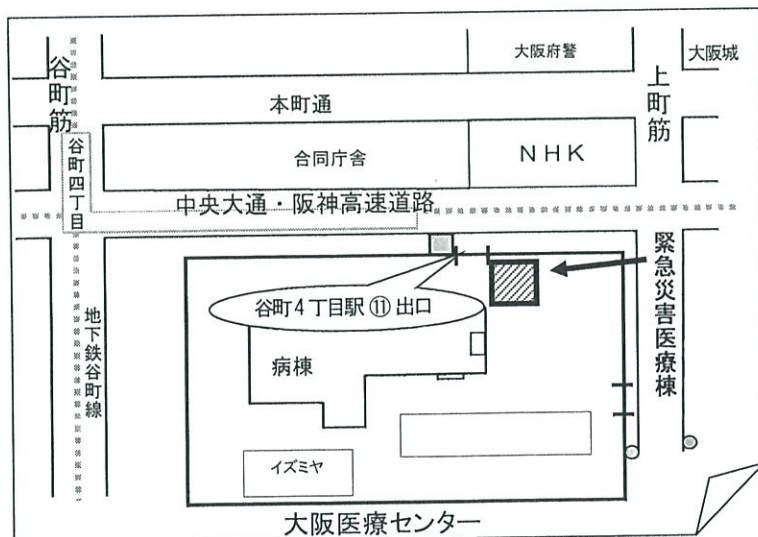 大阪府警
大阪城
谷町筋
上町筋
本町通
谷町四丁目
合同庁舎
NHK
中央大通・阪神高速道路
緊急災害医療棟
谷町4丁目駅⑪出口
地下鉄谷町線
病棟
イズミヤ
大阪医療センター